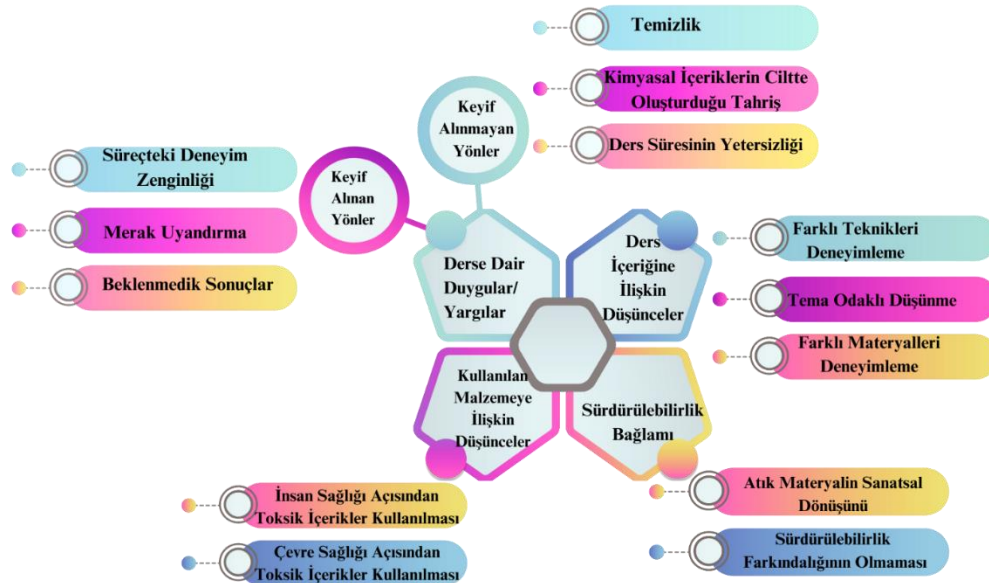 Temizlik
Kimyasal İçeriklerin Ciltte
Oluşturduğu Tahriş
Ders Süresinin Yetersizliği
Keyif
Alınmayan
Yönler
Keyif
Alınan
Yönler
Süreçteki Deneyim
Zenginliği
Merak Uyandırma
Beklenmedik Sonuçlar
Derse Dair
Duygular/
Yargılar
Ders
İçeriğine
İlişkin
Düşünceler
Farklı Teknikleri
Deneyimleme
Tema Odaklı Düşünme
Farklı Materyalleri
Deneyimleme
Kullanılan
Malzemeye
İlişkin
Düşünceler
Sürdürülebilirlik
Bağlamı
İnsan Sağlığı Açısından
Toksik İçerikler Kullanılması
Çevre Sağlığı Açısından
Toksik İçerikler Kullanılması
Atık Materyalin Sanatsal
Dönüşünü
Sürdürülebilirlik
Farkındalığının Olmaması